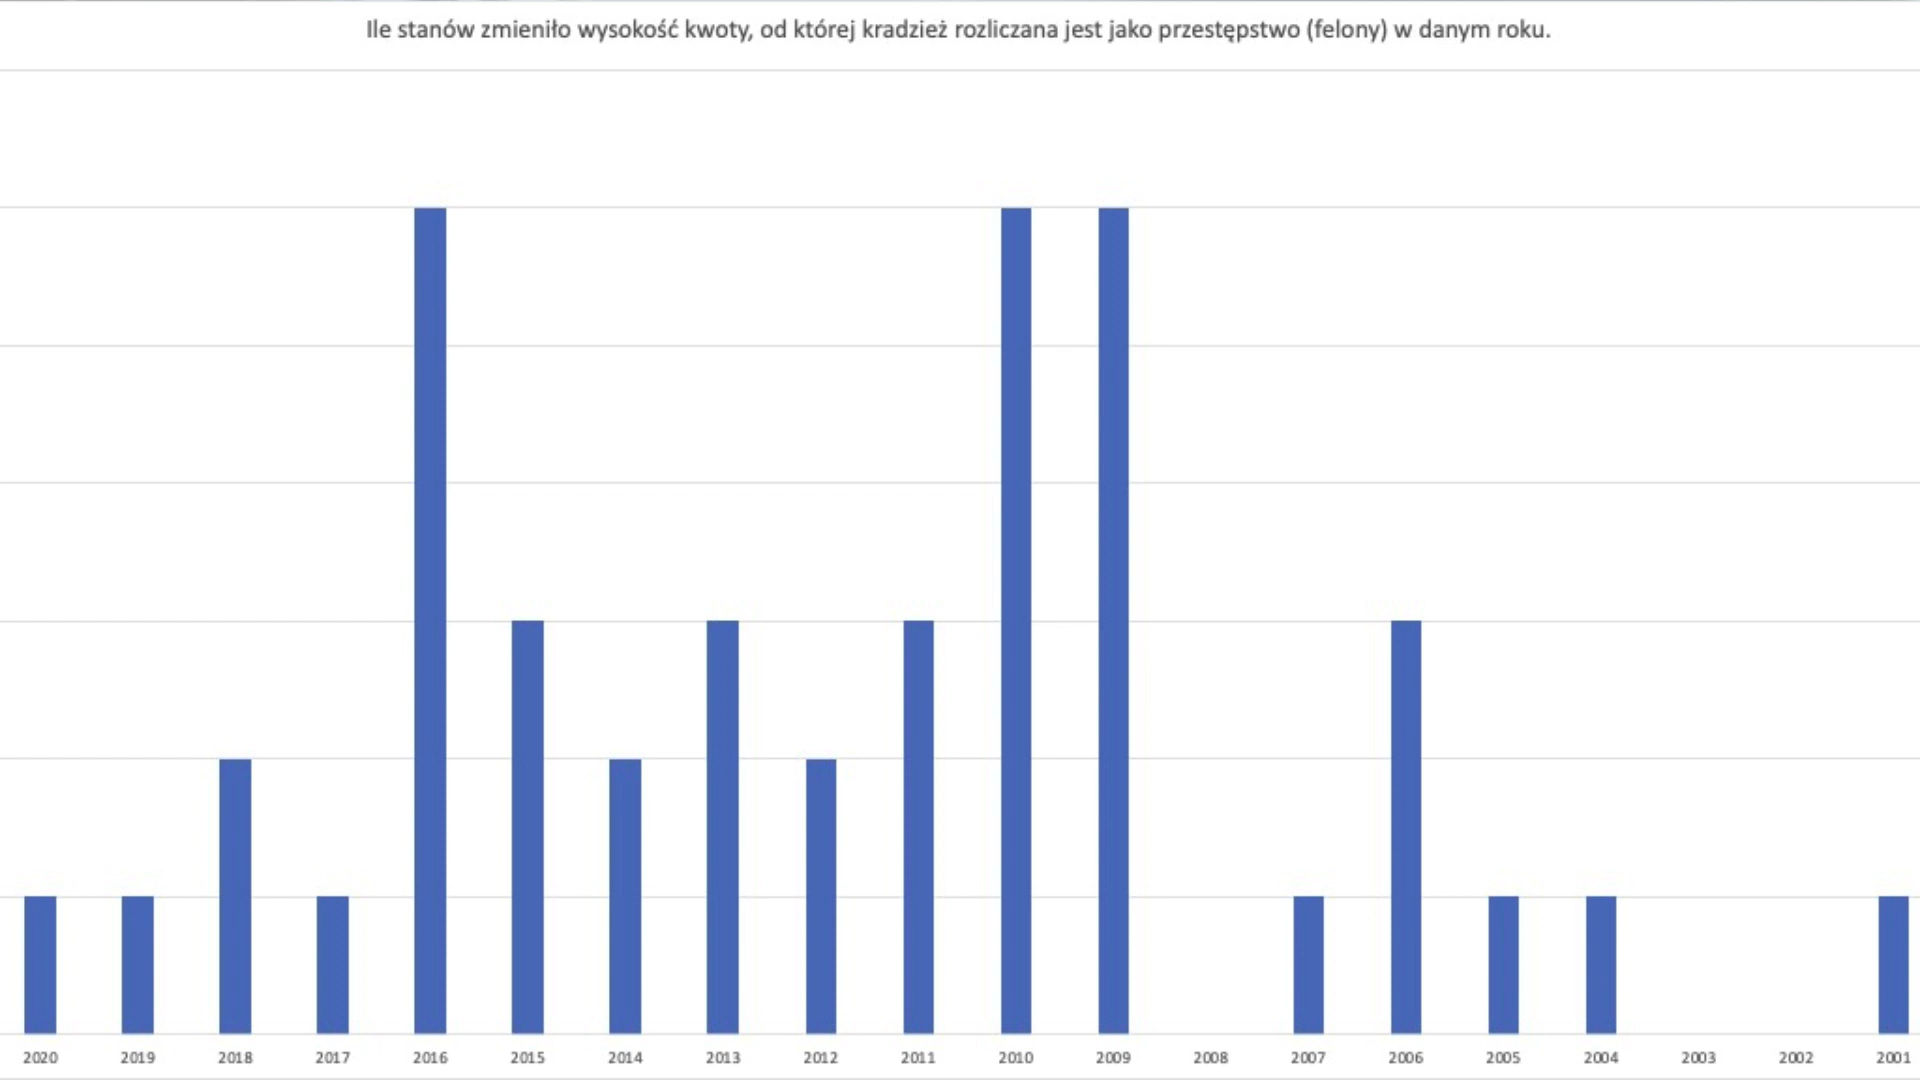 Ile stanów zmieniło wysokość kwoty, od której kradzież rozliczana jest jako przestępstwo (felony) w danym roku.
2020 2019 2018 2017 2016 2015 2014 2013 2012 2011 2010 2009 2008 2007 2006 2005 2004 2003 2002 2001